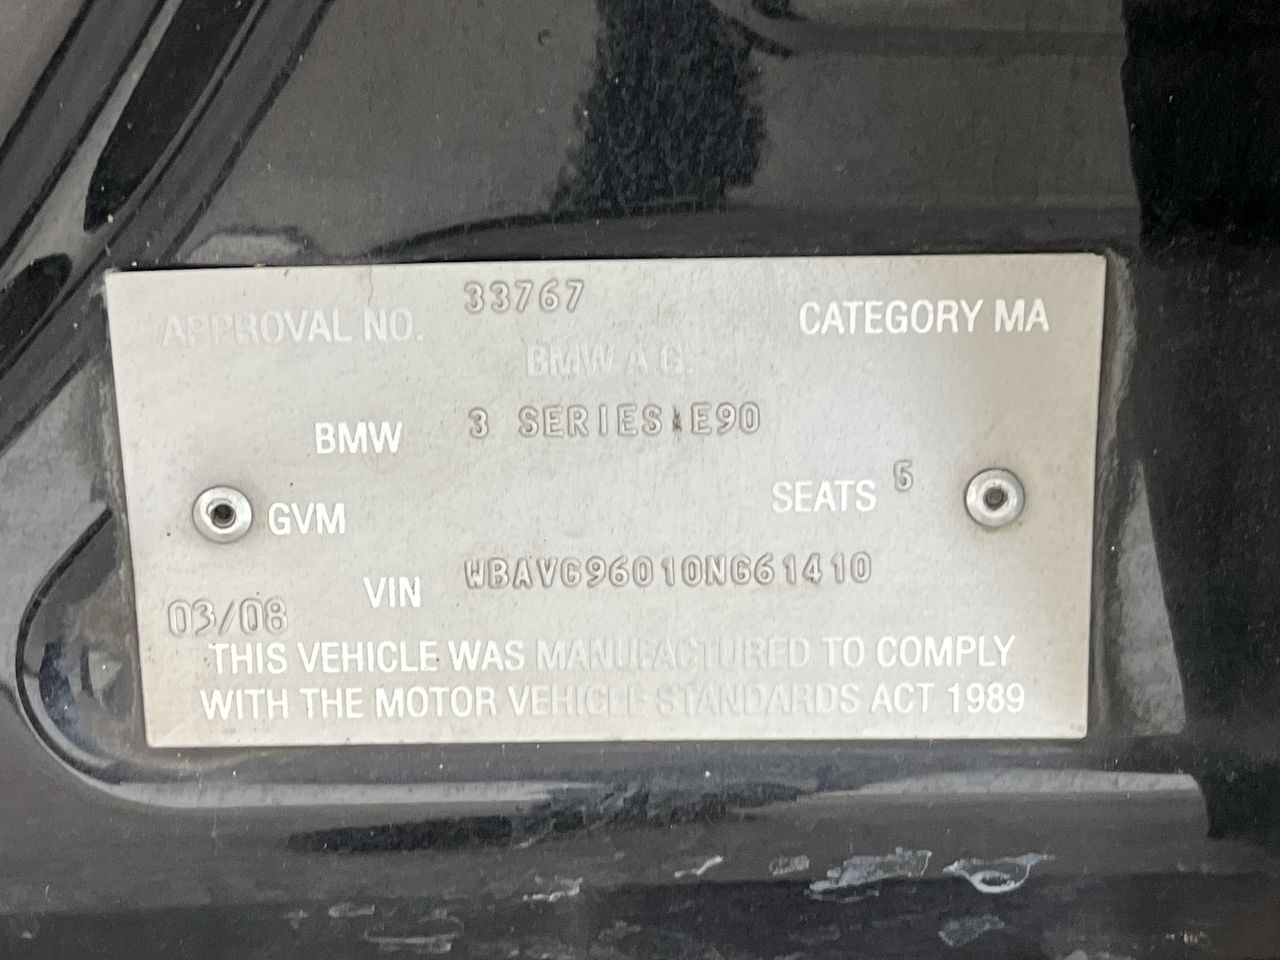 APPROVAL NO. 33767 CATEGORY MA
BMW A G.
BMW 3 SERIES E90
GVM SEATS 5
VIN WBAVG96010NG61410
03/08
THIS VEHICLE WAS MANUFACTURED TO COMPLY
WITH THE MOTOR VEHICLE STANDARDS ACT 1989